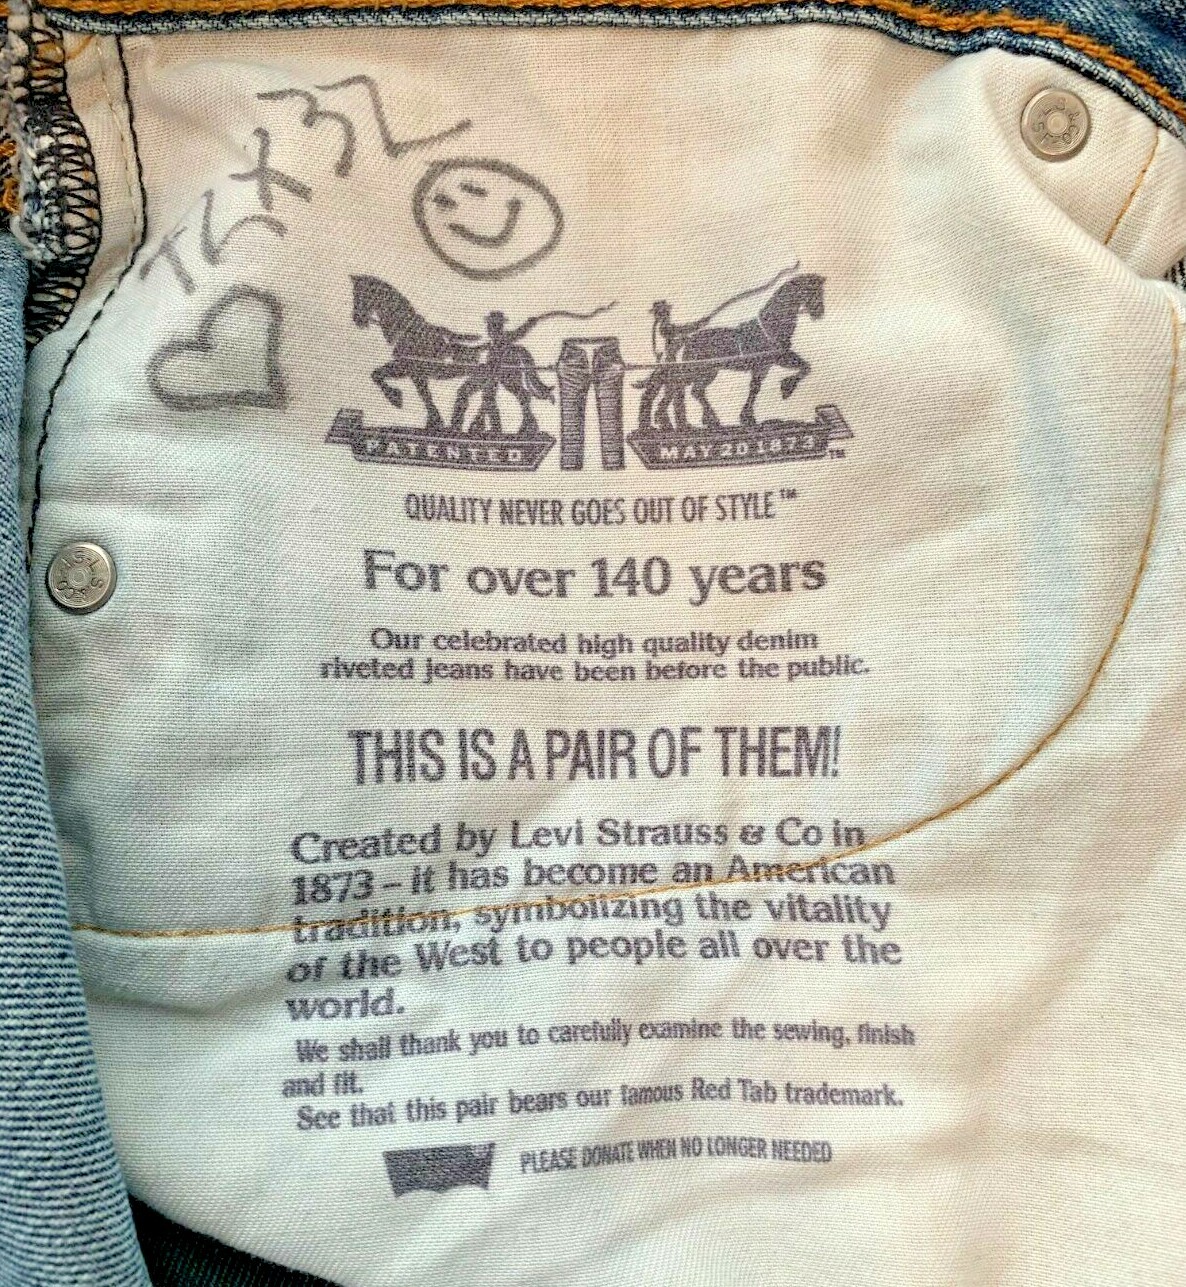 x32
PATENTED MAY 20 1873 ™
QUALITY NEVER GOES OUT OF STYLE™
For over 140 years
Our celebrated high quality denim
riveted jeans have been before the public.
THIS IS A PAIR OF THEM!
Created by Levi Strauss & Co in
1873 – it has become an American
tradition, symbolizing the vitality
of the West to people all over the
world.
We shall thank you to carefully examine the sewing, finish
and fit.
See that this pair bears our famous Red Tab trademark.
PLEASE DONATE WHEN NO LONGER NEEDED